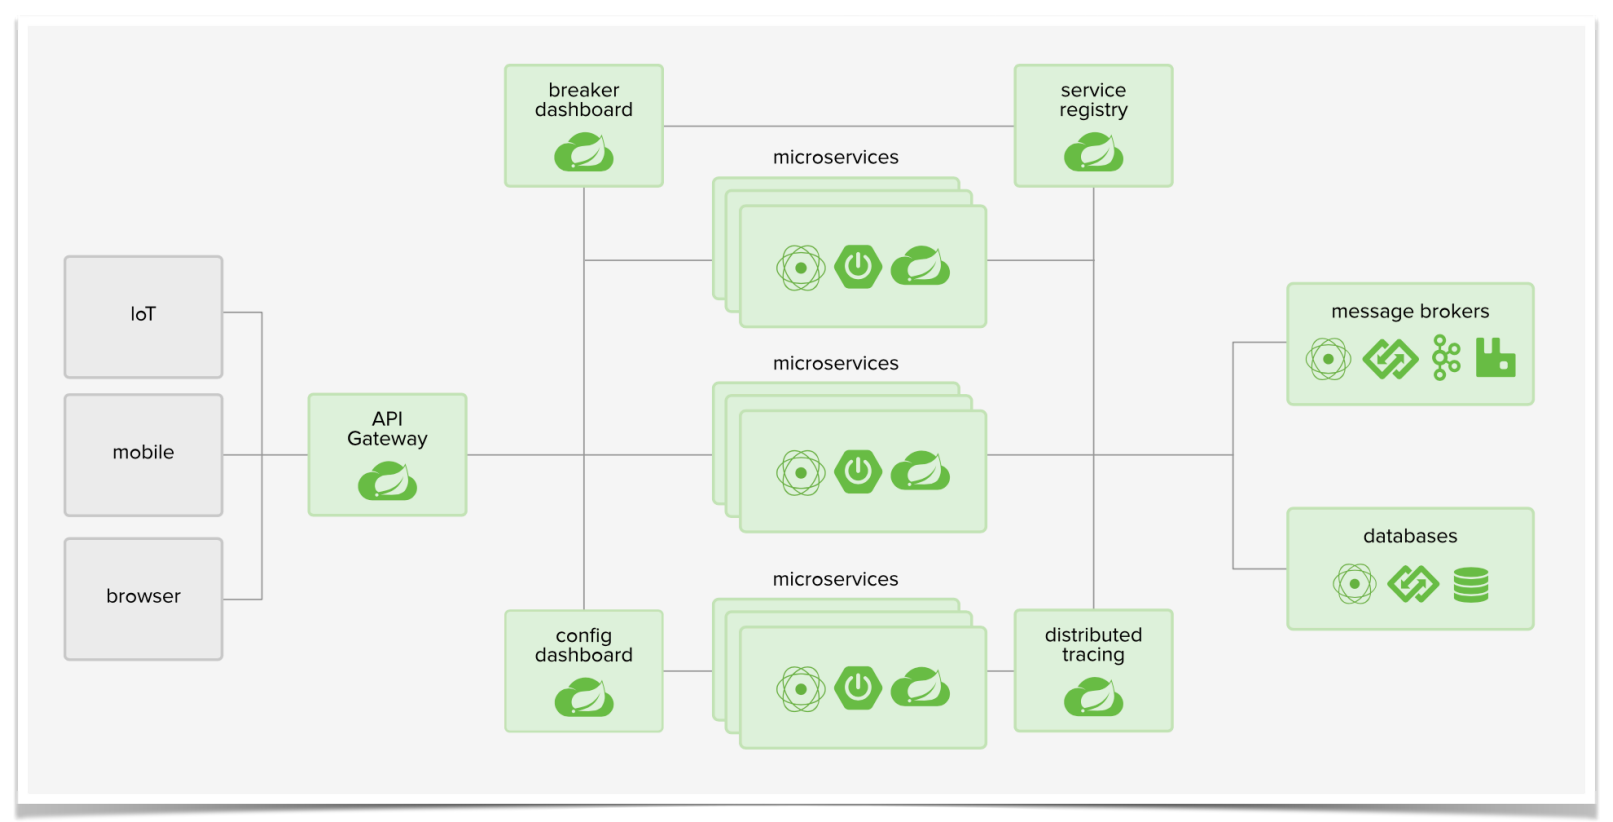 breaker
dashboard
service
registry
microservices
IoT
message brokers
microservices
API
Gateway
mobile
databases
microservices
browser
config
dashboard
distributed
tracing